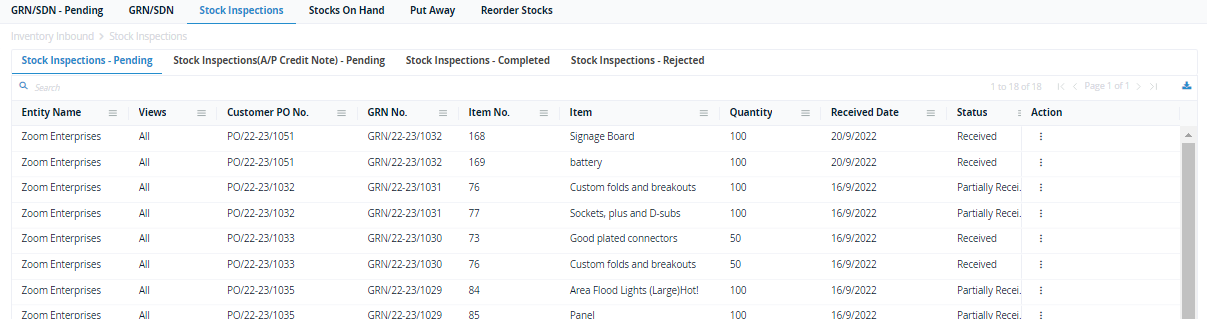 GRN/SDN - Pending GRN/SDN Stock Inspections Stocks On Hand Put Away Reorder Stocks
Inventory Inbound > Stock Inspections
Stock Inspections - Pending Stock Inspections(A/P Credit Note) - Pending Stock Inspections - Completed Stock Inspections - Rejected
Search 1 to 18 of 18 Page 1 of 1
Entity Name Views Customer PO No. GRN No. Item No. Item Quantity Received Date Status Action
Zoom Enterprises All PO/22-23/1051 GRN/22-23/1032 168 Signage Board 100 20/9/2022 Received
Zoom Enterprises All PO/22-23/1051 GRN/22-23/1032 169 battery 100 20/9/2022 Received
Zoom Enterprises All PO/22-23/1032 GRN/22-23/1031 76 Custom folds and breakouts 100 16/9/2022 Partially Recei.
Zoom Enterprises All PO/22-23/1032 GRN/22-23/1031 77 Sockets, plus and D-subs 100 16/9/2022 Partially Recei.
Zoom Enterprises All PO/22-23/1033 GRN/22-23/1030 73 Good plated connectors 50 16/9/2022 Received
Zoom Enterprises All PO/22-23/1033 GRN/22-23/1030 76 Custom folds and breakouts 50 16/9/2022 Received
Zoom Enterprises All PO/22-23/1035 GRN/22-23/1029 84 Area Flood Lights (Large)Hot! 100 16/9/2022 Partially Recei.
Zoom Enterprises All PO/22-23/1035 GRN/22-23/1029 85 Panel 100 16/9/2022 Partially Recei.